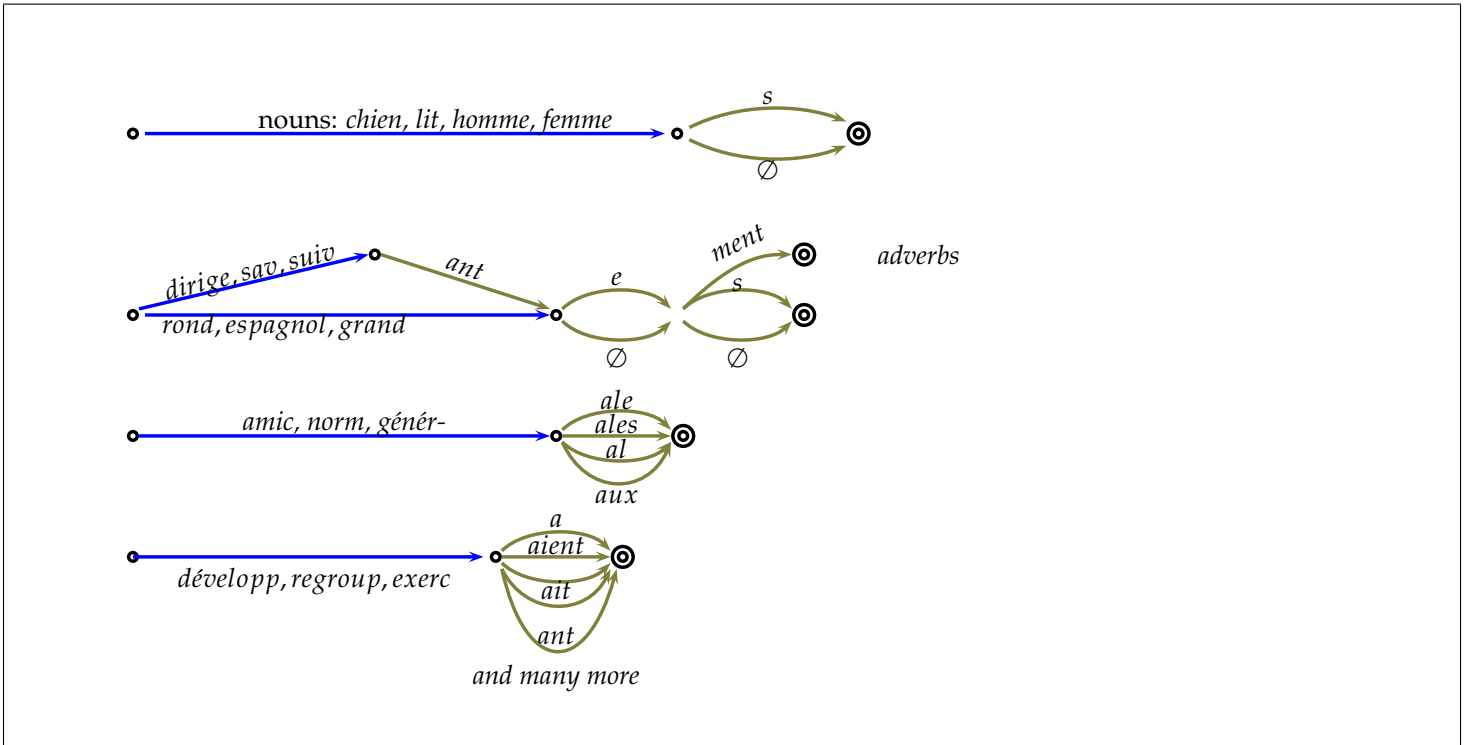 s
nouns: chien, lit, homme, femme
∅
ment
adverbs
dirige, sav, suiv
ant
e
s
rond, espagnol, grand
∅
∅
ale
amic, norm, génér-
ales
al
aux
a
aient
développ, regroup, exerc
ait
ant
and many more